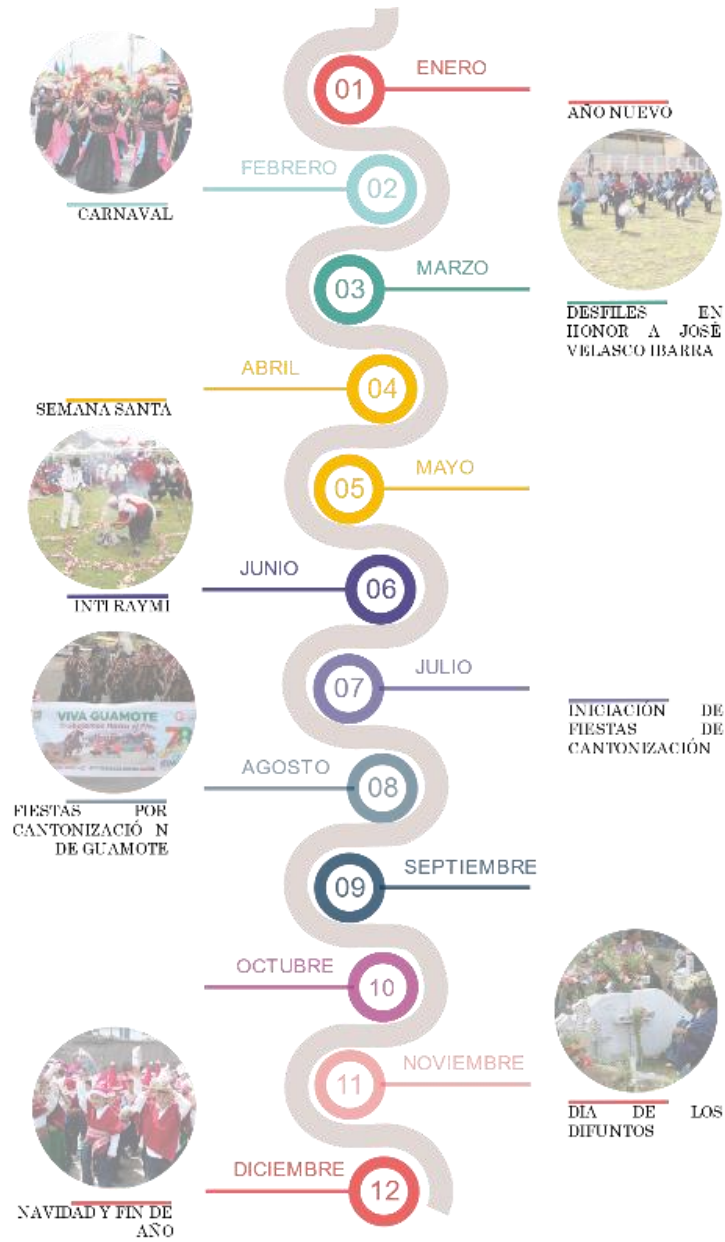 01
ENERO
AÑO NUEVO
CARNAVAL
FEBRERO
02
03
MARZO
DESFILES EN
HONOR A JOSÉ
VELASCO IBARRA
ABRIL
04
SEMANA SANTA
05
MAYO
JUNIO
06
INTI RAYMI
07
JULIO
INICIACIÓN DE
FIESTAS DE
CANTONIZACIÓN
VIVA GUAMOTE
AGOSTO
08
FIESTAS POR
CANTONIZACIÓ N
DE GUAMOTE
09
SEPTIEMBRE
OCTUBRE
10
11
NOVIEMBRE
DIA DE LOS
DIFUNTOS
DICIEMBRE
12
NAVIDAD Y FIN DE
AÑO